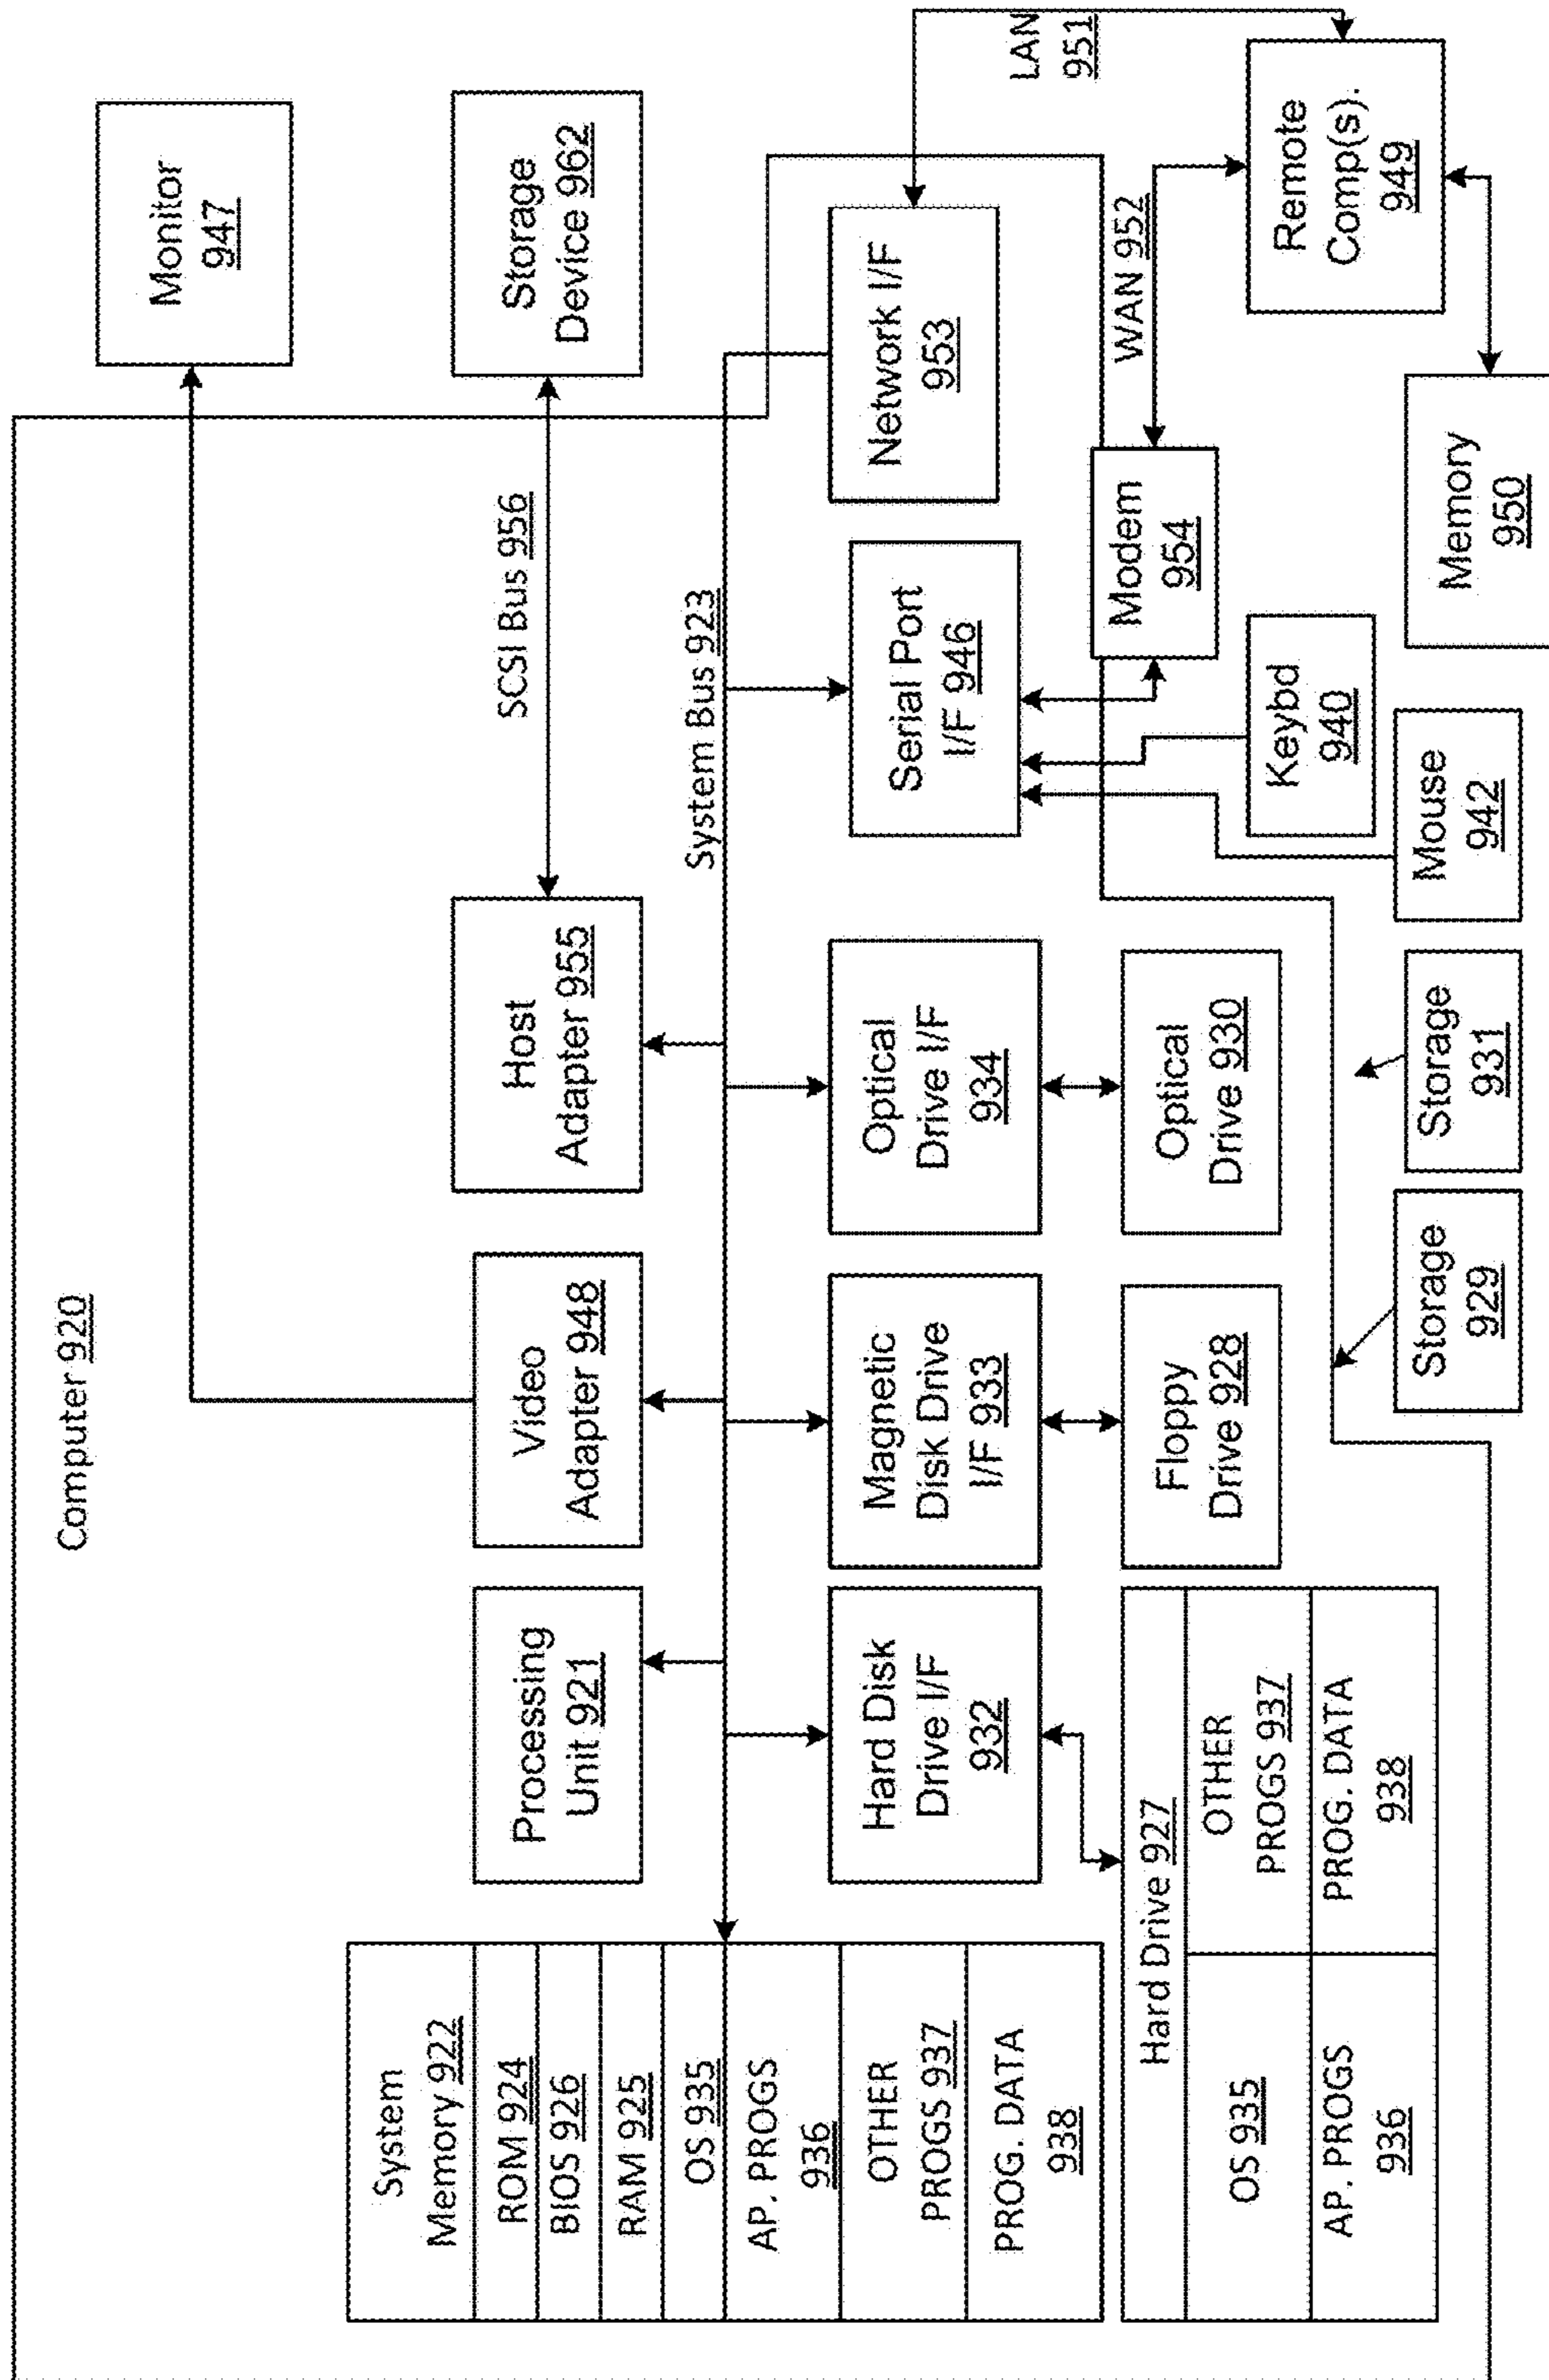 Computer 920
Monitor
947
System
Memory 922
ROM 924
BIOS 926
RAM 925
OS 935
AP. PROGS
936
OTHER
PROGS 937
PROG. DATA
938
Processing
Unit 921
Video
Adapter 948
Host
Adapter 955
SCSI Bus 956
Storage
Device 962
System Bus 923
Hard Disk
Drive I/F
932
Magnetic
Disk Drive
I/F 933
Optical
Drive I/F
934
Serial Port
I/F 946
Network I/F
953
LAN
951
Hard Drive 927
OS 935
OTHER
PROGS 937
AP. PROGS
936
PROG. DATA
938
Floppy
Drive 928
Optical
Drive 930
Modem
954
WAN 952
Keybd
940
Remote
Comp(s).
949
Storage
929
Storage
931
Mouse
942
Memory
950